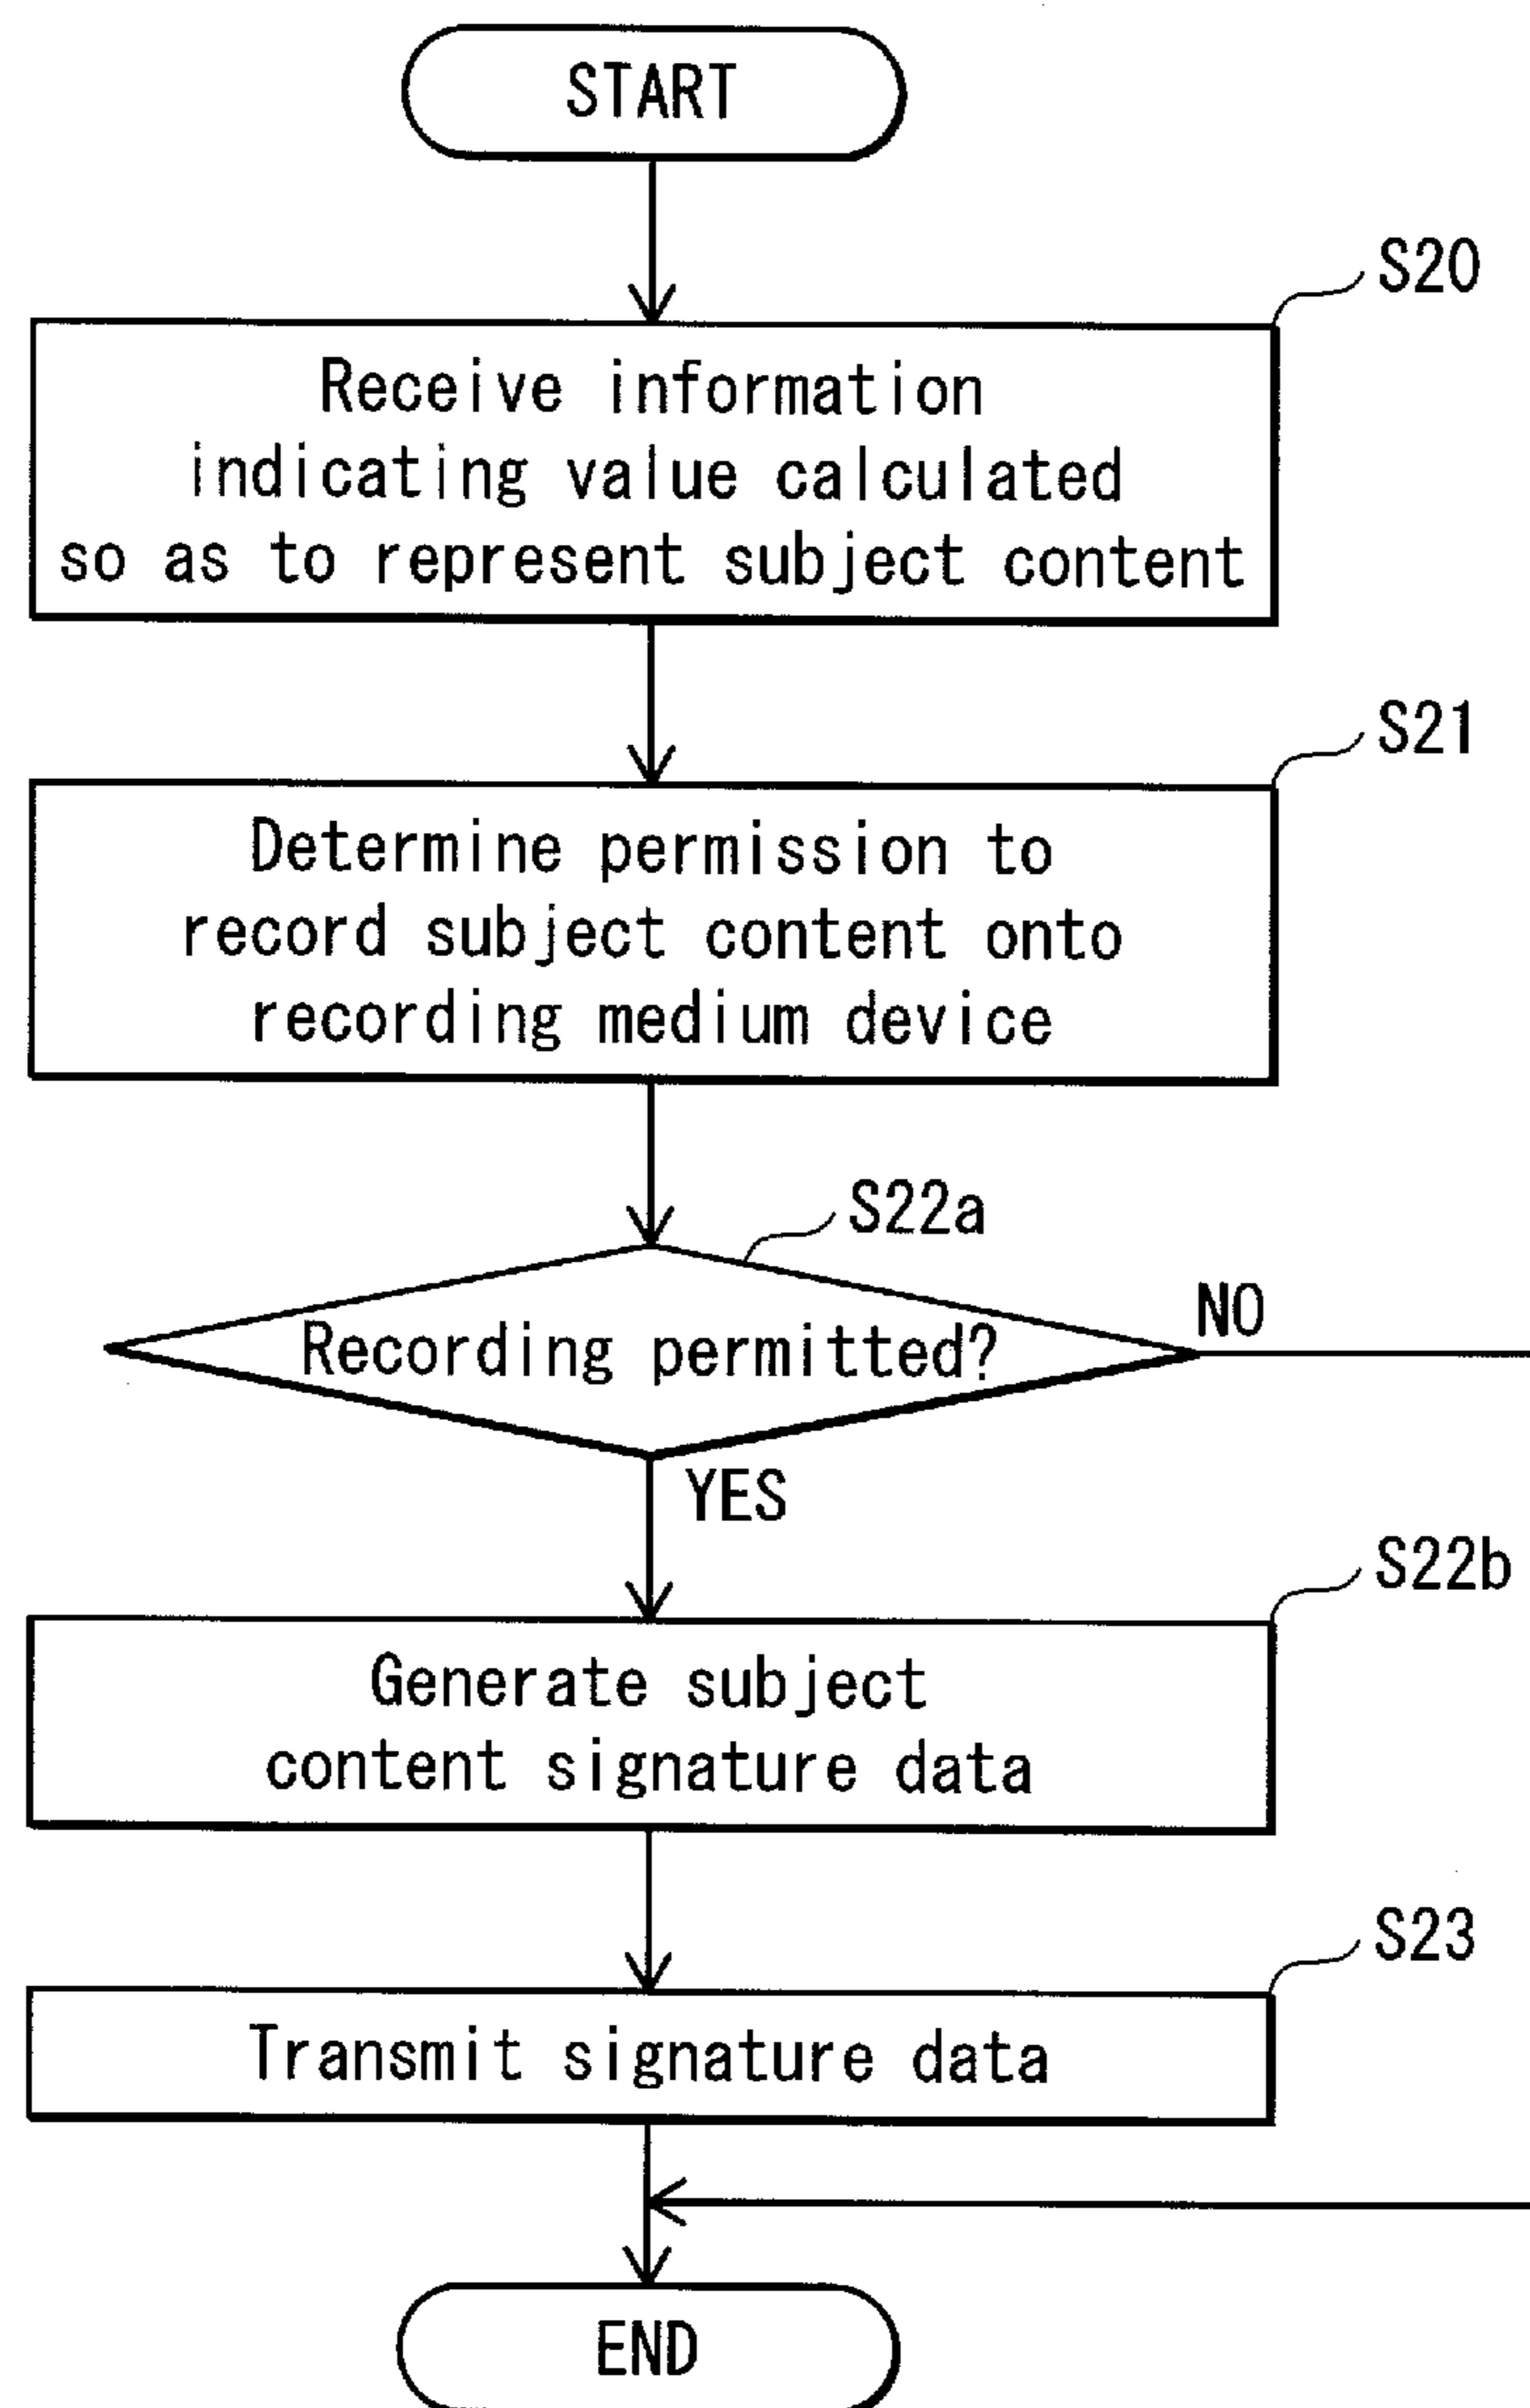 START
S20
Receive information
indicating value calculated
so as to represent subject content
S21
Determine permission to
record subject content onto
recording medium device
S22a
Recording permitted?
NO
YES
S22b
Generate subject
content signature data
S23
Transmit signature data
END